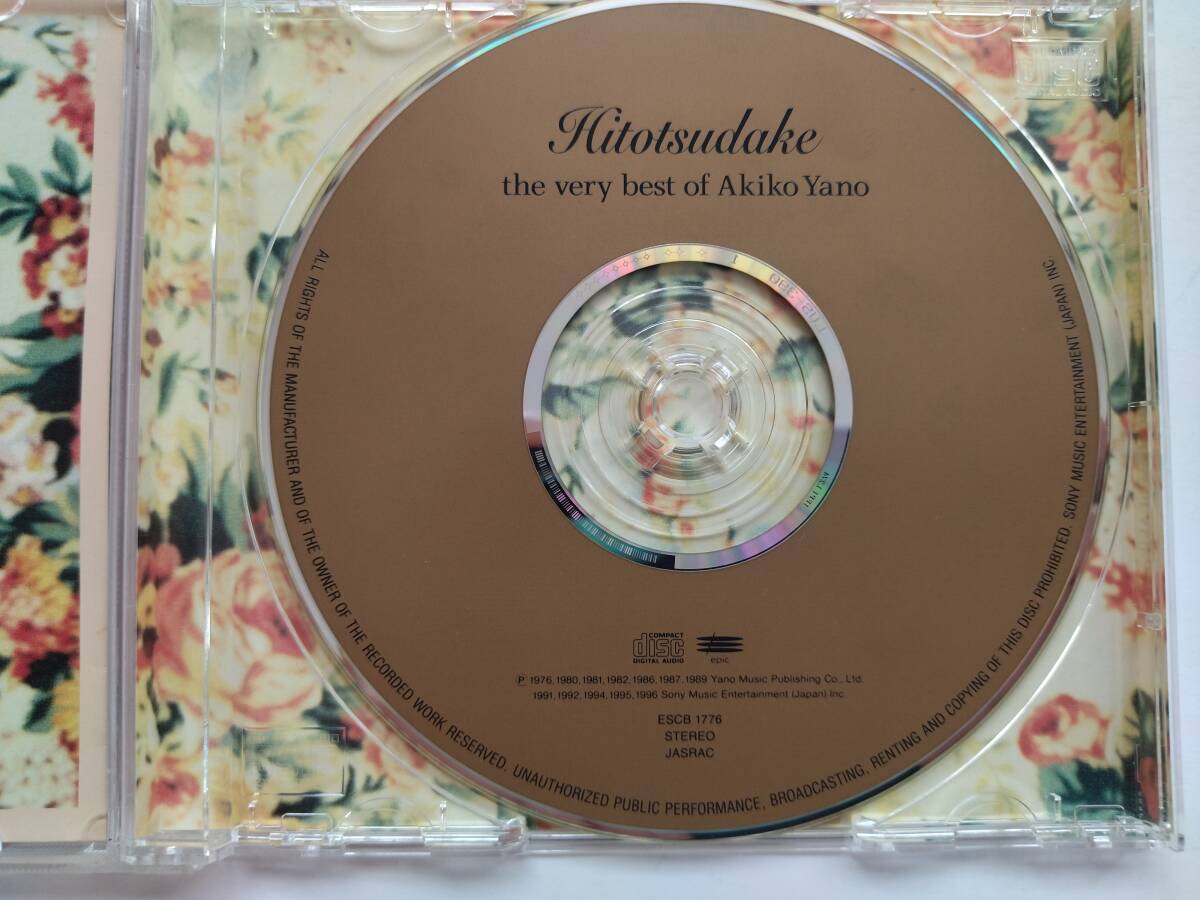 Hitotsudake
the very best of Akiko Yano
COMPACT
disc
DIGITAL AUDIO
epic
℗ 1976,1980,1981,1982,1986,1987,1989 Yano Music Publishing Co., Ltd.
1991,1992,1994,1995,1996 Sony Music Entertainment (Japan) Inc.
ESCB 1776
STEREO
JASRAC
ALL RIGHTS OF THE MANUFACTURER AND OF THE OWNER OF THE RECORDED WORK RESERVED. UNAUTHORIZED PUBLIC PERFORMANCE, BROADCASTING, RENTING AND COPYING OF THIS DISC PROHIBITED. SONY MUSIC ENTERTAINMENT (JAPAN) INC.
disc
DIGITAL AUDIO